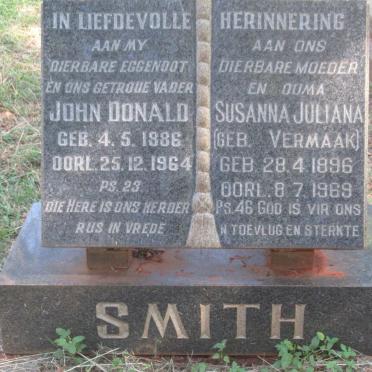 IN LIEFDEVOLLE
AAN MY
DIERBARE EGGENOOT
EN ONS GETROUE VADER
JOHN DONALD
GEB. 4.5.1886
OORL. 25.12.1964
PS. 23.
DIE HERE IS ONS HERDER
RUS IN VREDE
HERINNERING
AAN ONS
DIERBARE MOEDER
EN OUMA
SUSANNA JULIANA
(GEB. VERMAAK)
GEB. 28.4.1896
OORL. 8.7.1969
PS. 46 GOD IS VIR ONS
'N TOEVLUG EN STERKTE
SMITH